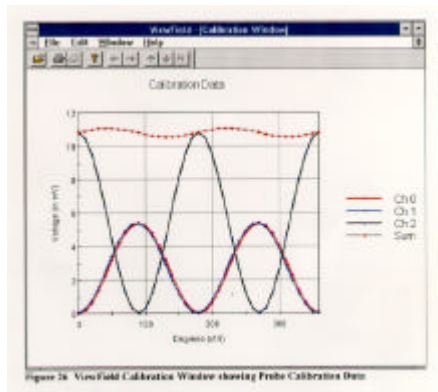 ViewField - [Calibration Window]
File Edit Window Help
Calibration Data
12
10
8
6
4
2
0
Voltage (in mV)
0 100 200 300
Degrees (of θ)
Ch 0
Ch 1
Ch 2
Sum
Figure 26 ViewField Calibration Window showing Probe Calibration Data